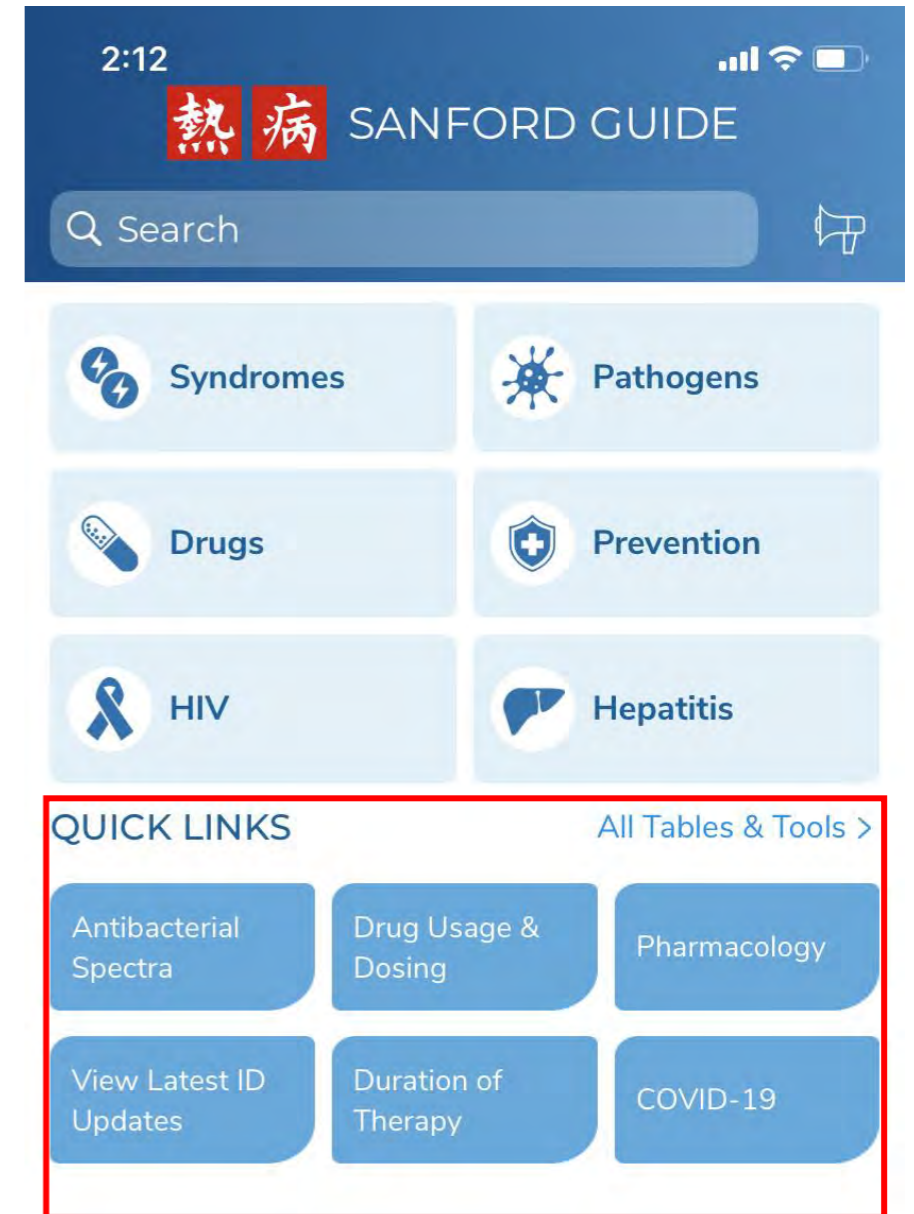 2:12
熱 病 SANFORD GUIDE
Search
Syndromes
Pathogens
Drugs
Prevention
HIV
Hepatitis
QUICK LINKS
All Tables & Tools >
Antibacterial
Spectra
Drug Usage &
Dosing
Pharmacology
View Latest ID
Updates
Duration of
Therapy
COVID-19